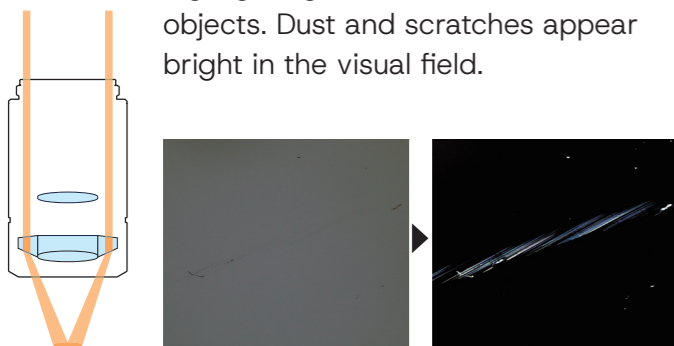 objects. Dust and scratches appear
bright in the visual field.